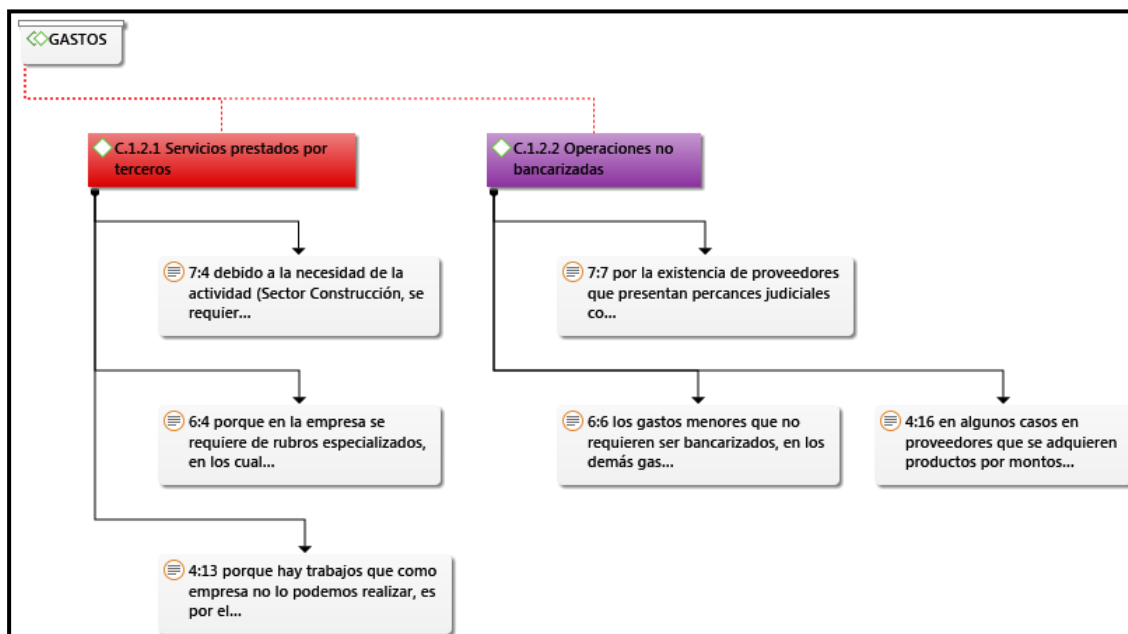 GASTOS
C.1.2.1 Servicios prestados por
terceros
C.1.2.2 Operaciones no
bancarizadas
7:4 debido a la necesidad de la
actividad (Sector Construcción, se
requier...
7:7 por la existencia de proveedores
que presentan percances judiciales
co...
6:4 porque en la empresa se
requiere de rubros especializados,
en los cual...
6:6 los gastos menores que no
requieren ser bancarizados, en los
demás gas...
4:16 en algunos casos en
proveedores que se adquieren
productos por montos...
4:13 porque hay trabajos que como
empresa no lo podemos realizar, es
por el...